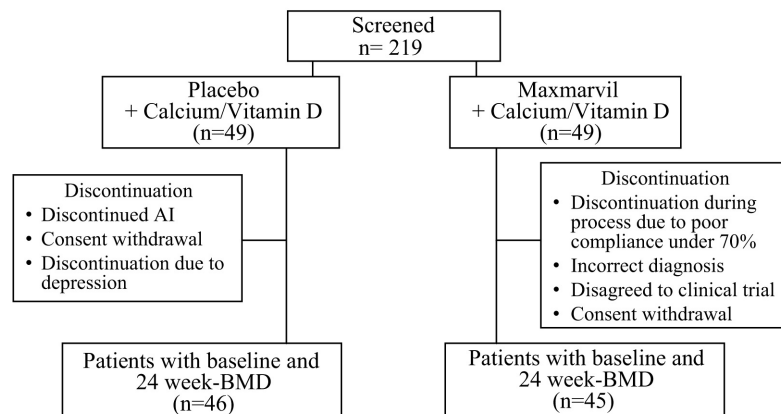 Screened
n= 219
Placebo
+ Calcium/Vitamin D
(n=49)
Maxmarvil
+ Calcium/Vitamin D
(n=49)
Discontinuation
• Discontinued AI
• Consent withdrawal
• Discontinuation due to
depression
Discontinuation
• Discontinuation during
process due to poor
compliance under 70%
• Incorrect diagnosis
• Disagreed to clinical trial
• Consent withdrawal
Patients with baseline and
24 week-BMD
(n=46)
Patients with baseline and
24 week-BMD
(n=45)